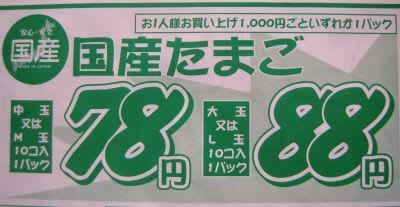 お1人様お買い上げ1,000円ごといずれか1パック
安心・安全
国産
MADE IN JAPAN
国産たまご
中玉
又は
M玉
10コ入
1パック
78円
大玉
又は
L玉
10コ入
1パック
88円